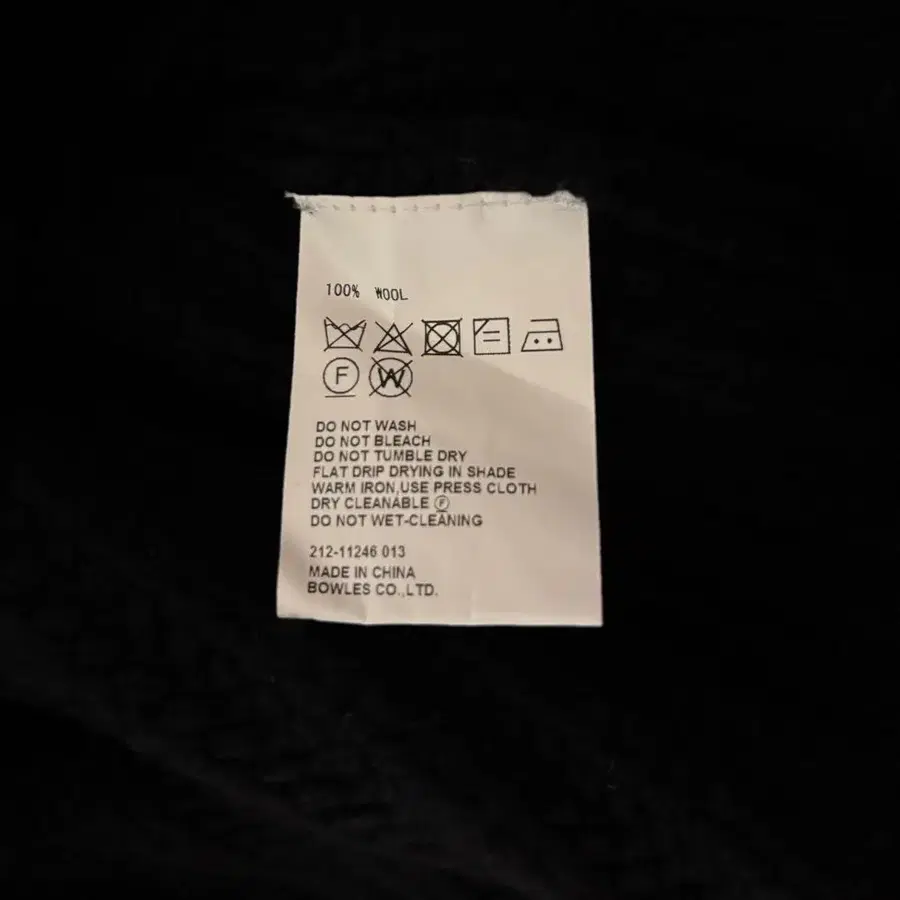 100% WOOL
F W
DO NOT WASH
DO NOT BLEACH
DO NOT TUMBLE DRY
FLAT DRIP DRYING IN SHADE
WARM IRON,USE PRESS CLOTH
DRY CLEANABLE Ⓕ
DO NOT WET-CLEANING
212-11246 013
MADE IN CHINA
BOWLES CO.,LTD.